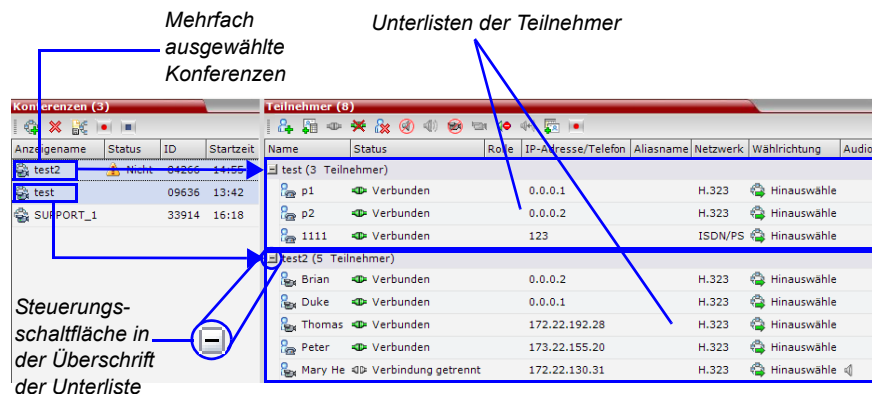 Mehrfach
ausgewählte
Konferenzen
Unterlisten der Teilnehmer
Konferenzen (3)
Anzeigename Status ID Startzeit
test2 Nicht 04266 14:55
test 09636 13:42
SUPPORT_1 33914 16:18
Teilnehmer (8)
Name Status Rolle IP-Adresse/Telefon Aliasname Netzwerk Wählrichtung Audio
test (3 Teilnehmer)
p1 Verbunden 0.0.0.1 H.323 Hinauswähle
p2 Verbunden 0.0.0.2 H.323 Hinauswähle
1111 Verbunden 123 ISDN/PS Hinauswähle
test2 (5 Teilnehmer)
Brian Verbunden 0.0.0.2 H.323 Hinauswähle
Duke Verbunden 0.0.0.1 H.323 Hinauswähle
Thomas Verbunden 172.22.192.28 H.323 Hinauswähle
Peter Verbunden 173.22.155.20 H.323 Hinauswähle
Mary He Verbindung getrennt 172.22.130.31 H.323 Hinauswähle
Steuerungs-
schaltfläche in
der Überschrift
der Unterliste